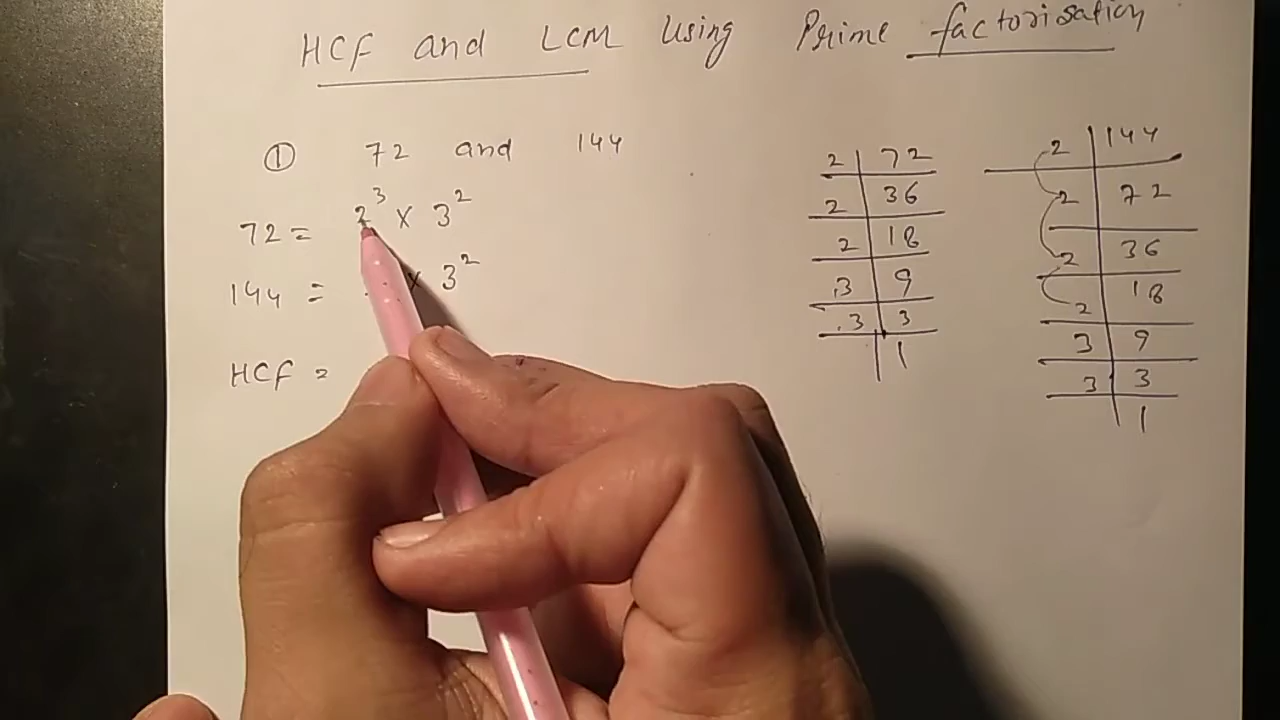 HCF and LCM Using Prime factorisation
① 72 and 144
72 = 2³ × 3²
144 = × 3²
HCF =
2 | 72
2 | 36
2 | 18
3 | 9
3 | 3
1
2 | 144
2 | 72
2 | 36
2 | 18
3 | 9
3 | 3
1